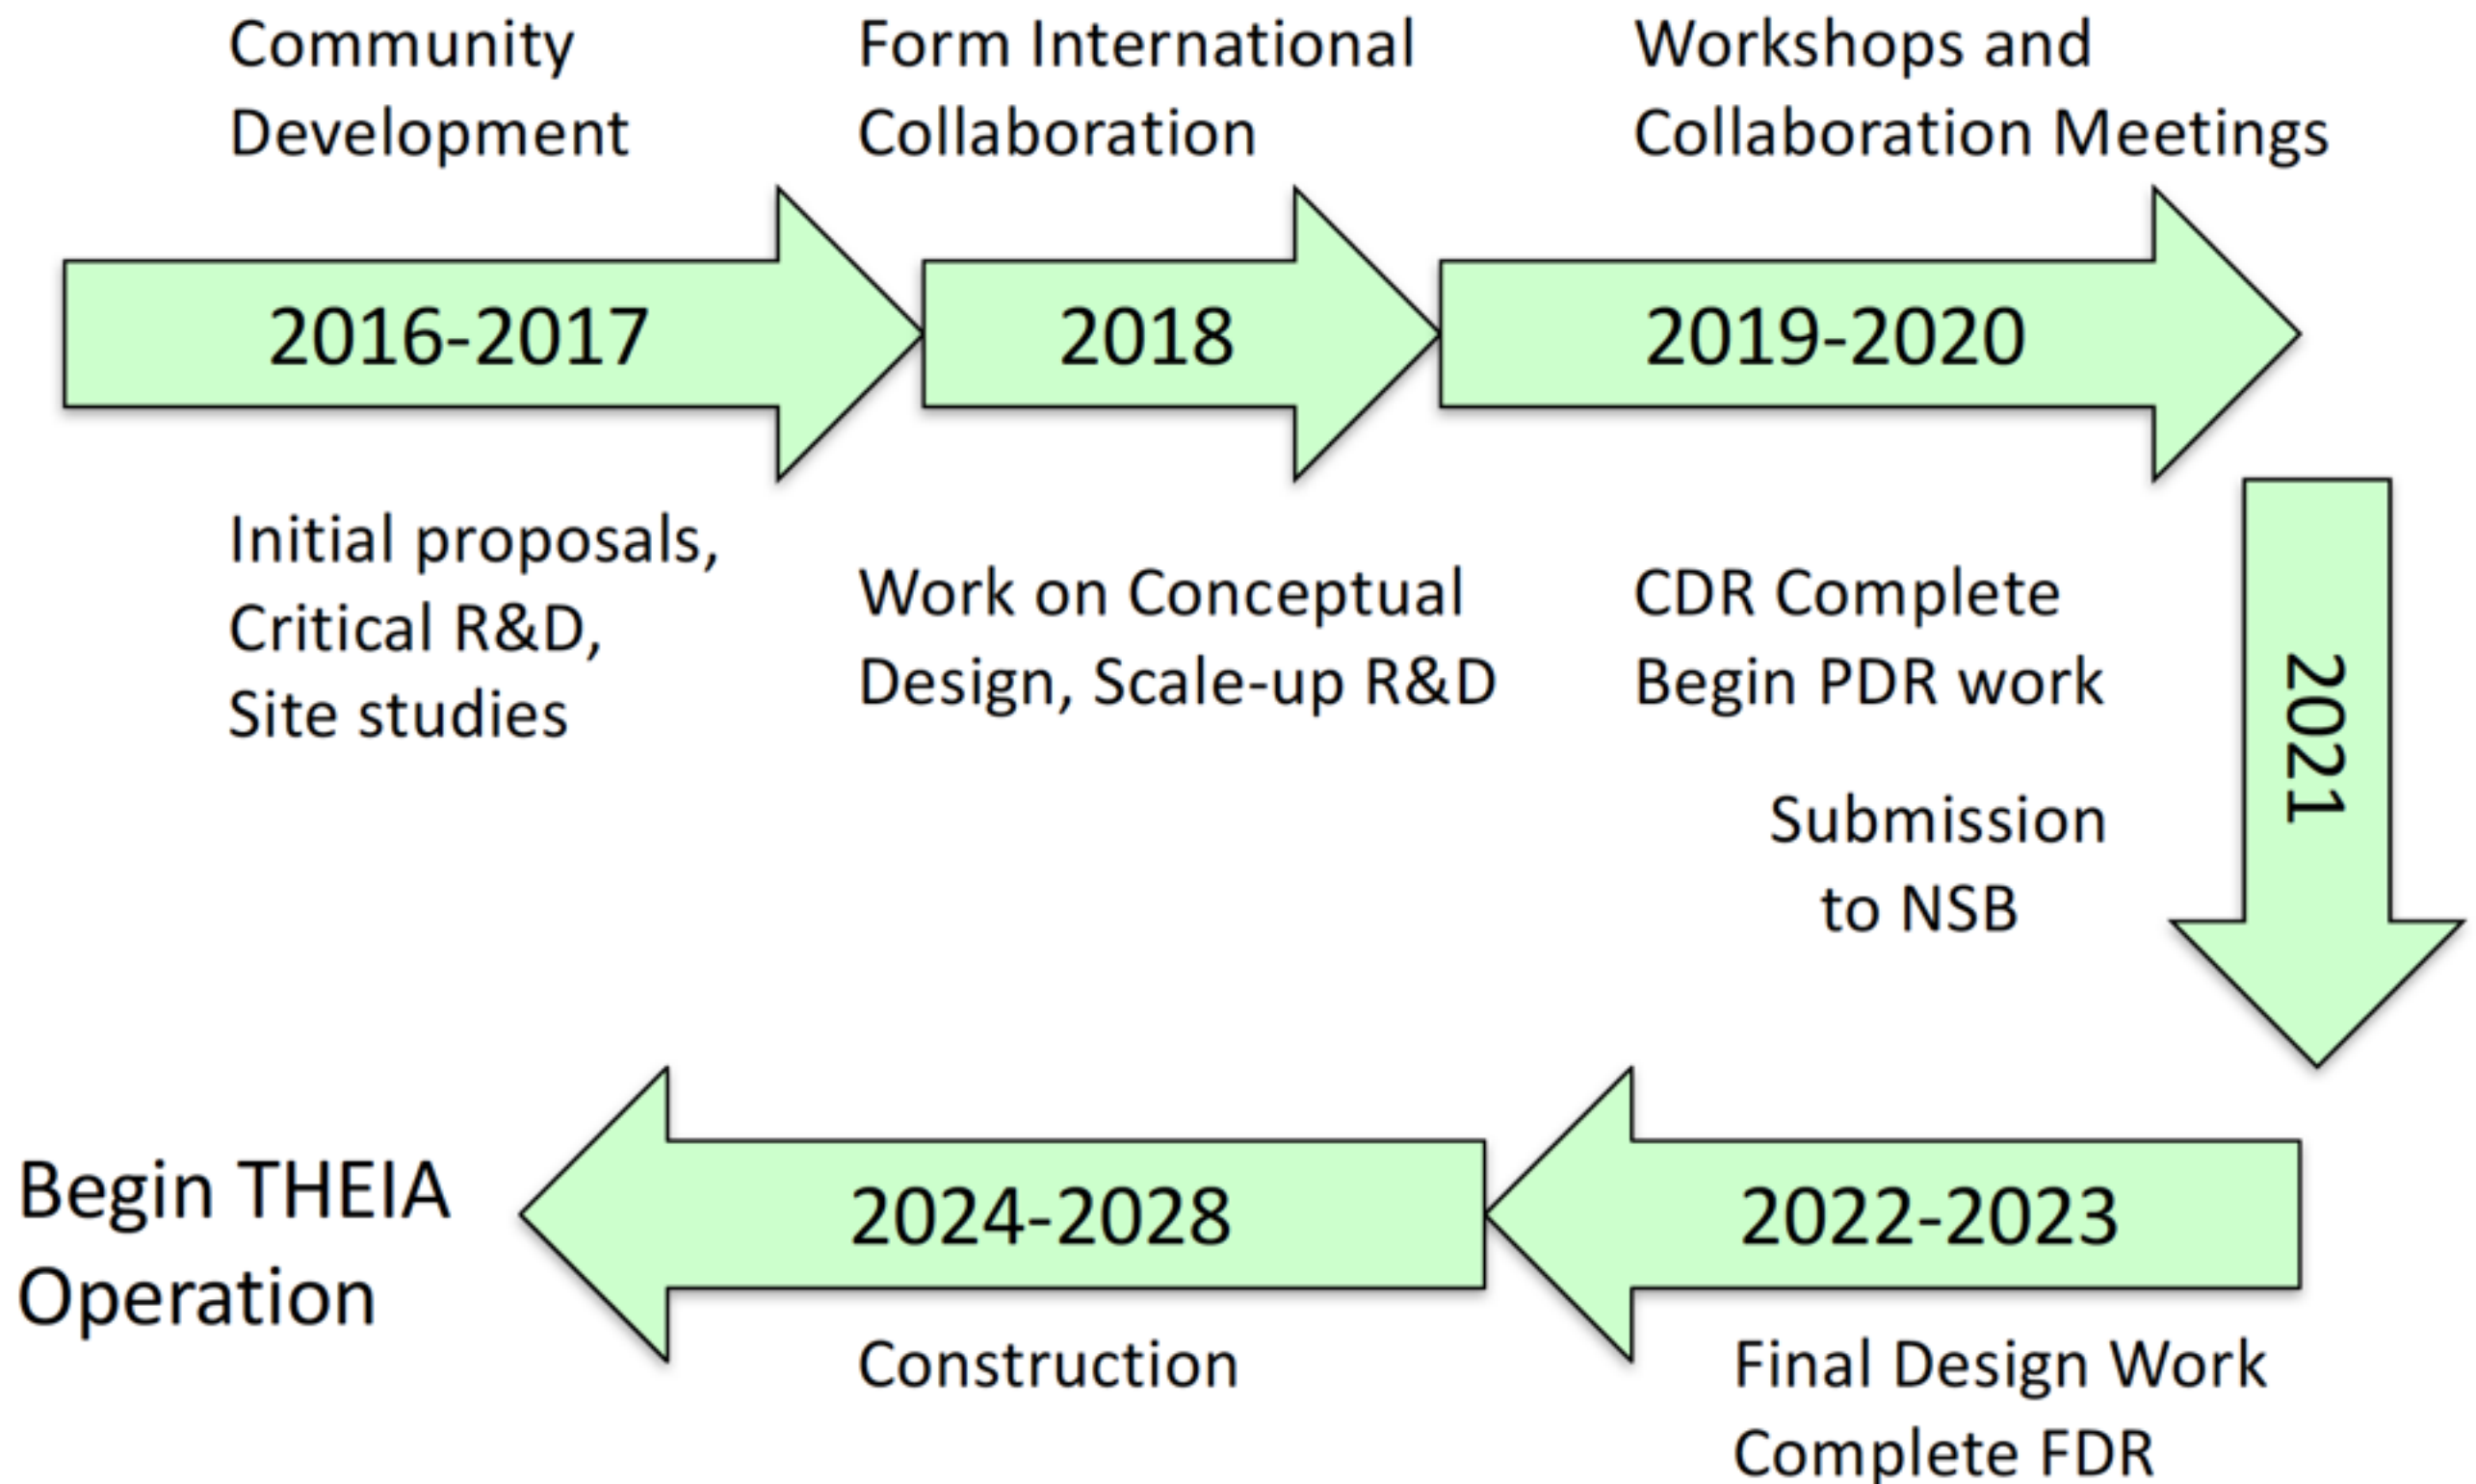 Community
Development
Form International
Collaboration
Workshops and
Collaboration Meetings
2016-2017
2018
2019-2020
Initial proposals,
Critical R&D,
Site studies
Work on Conceptual
Design, Scale-up R&D
CDR Complete
Begin PDR work
2021
Submission
to NSB
2022-2023
Final Design Work
Complete FDR
2024-2028
Construction
Begin THEIA
Operation